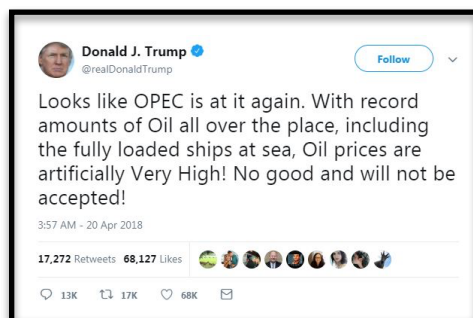 Donald J. Trump
@realDonaldTrump
Follow
Looks like OPEC is at it again. With record
amounts of Oil all over the place, including
the fully loaded ships at sea, Oil prices are
artificially Very High! No good and will not be
accepted!
3:57 AM - 20 Apr 2018
17,272 Retweets 68,127 Likes
13K 17K 68K